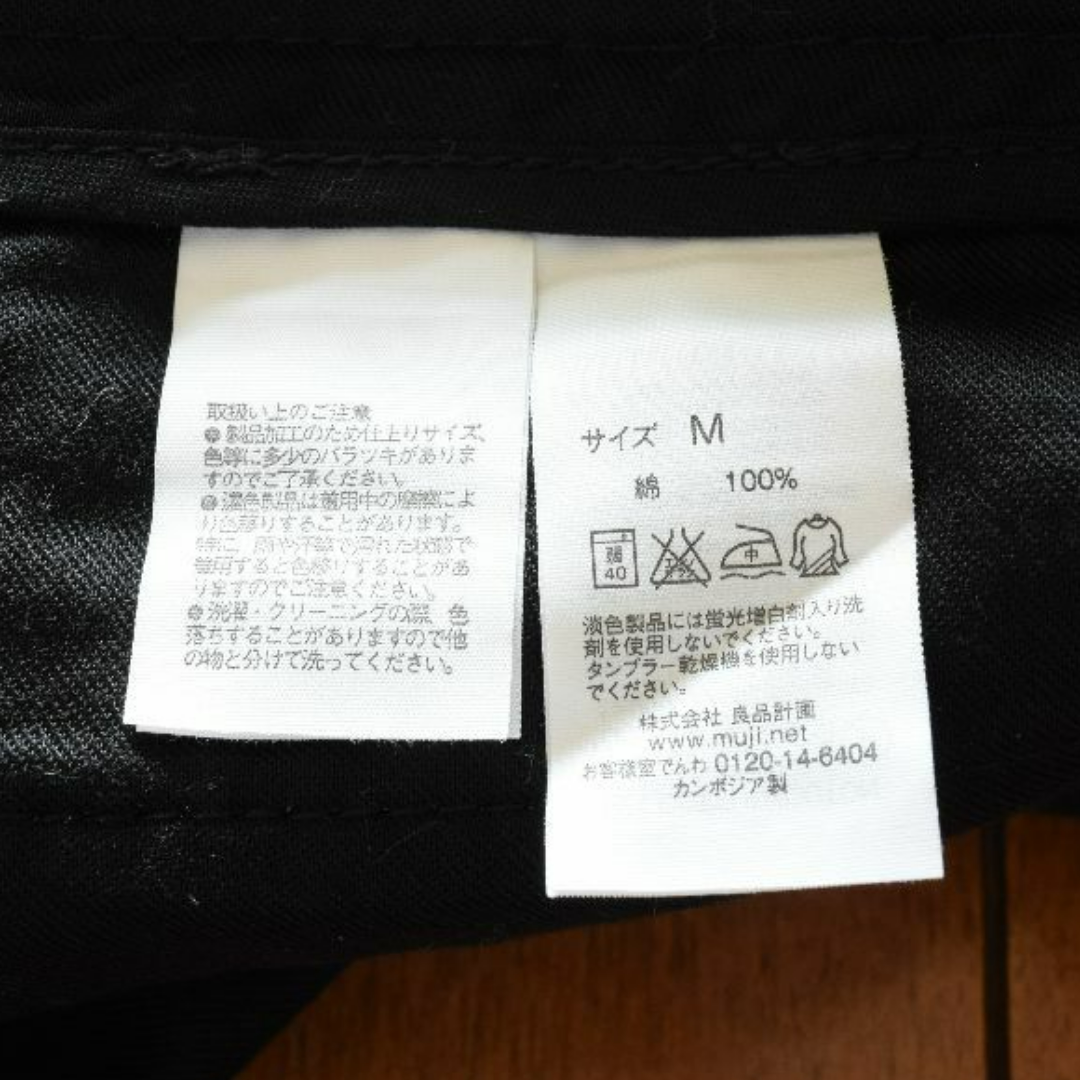 取扱い上のご注意
● 製品加工のため仕上りサイズ、
色等に多少のバラツキがありま
すのでご了承ください。
● 濃色製品は着用中の摩擦によ
り色移りすることがあります。
特に、雨や汗等で濡れた状態で
着用すると色移りすることがあ
りますのでご注意ください。
● 洗濯・クリーニングの際、色
落ちすることがありますので他
の物と分けて洗ってください。
サイズ M
綿 100%
弱 40 エンソサラシ 中
淡色製品には蛍光増白剤入り洗
剤を使用しないでください。
タンブラー乾燥機を使用しない
でください。
株式会社 良品計画
www.muji.net
お客様室でんわ 0120-14-6404
カンボジア製